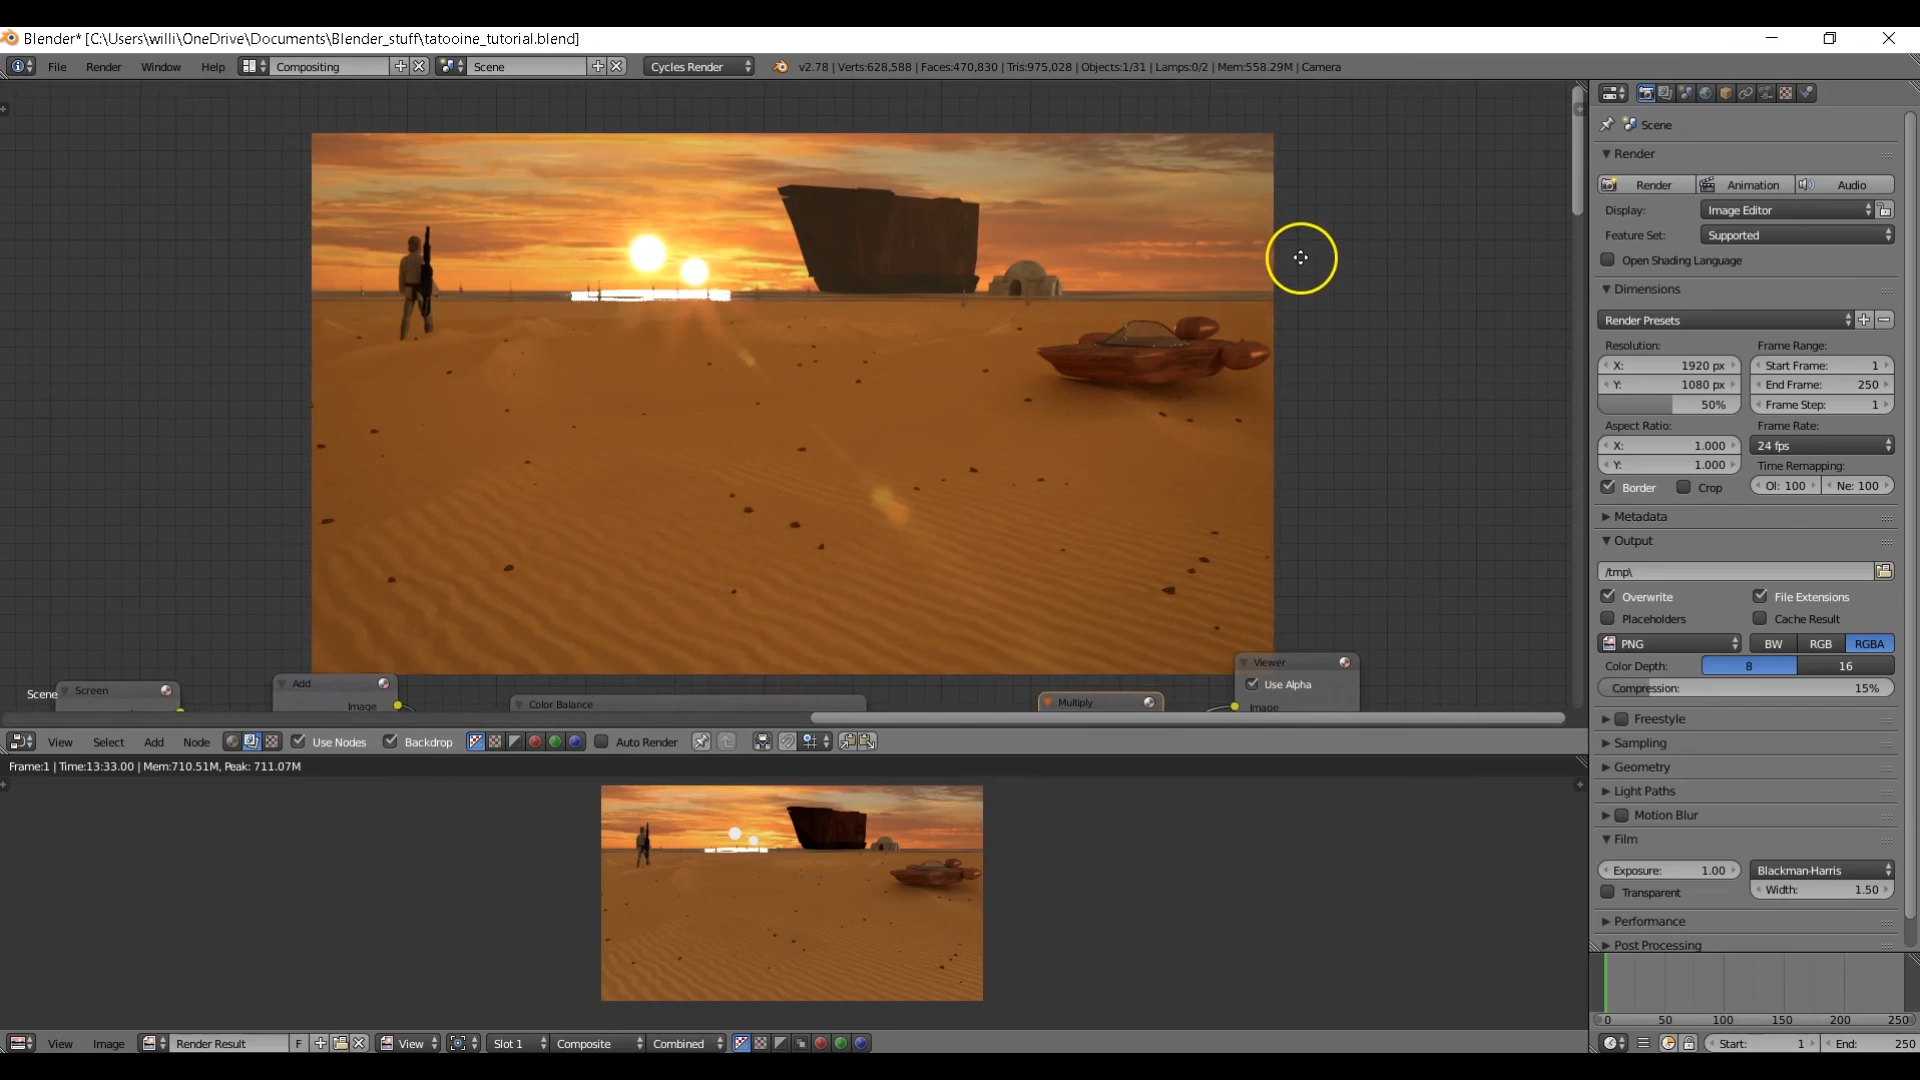 Blender* [C:\Users\willi\OneDrive\Documents\Blender_stuff\tatooine_tutorial.blend]
File Render Window Help Compositing Scene Cycles Render v2.78 | Verts:628,588 | Faces:470,830 | Tris:975,028 | Objects:1/31 | Lamps:0/2 | Mem:558.29M | Camera
Scene
Render
Render Animation Audio
Display: Image Editor
Feature Set: Supported
Open Shading Language
Dimensions
Render Presets
Resolution: Frame Range:
X: 1920 px Start Frame: 1
Y: 1080 px End Frame: 250
50% Frame Step: 1
Aspect Ratio: Frame Rate:
X: 1.000 24 fps
Y: 1.000 Time Remapping:
Border Crop Ol: 100 Ne: 100
Metadata
Output
/tmp\
Overwrite File Extensions
Placeholders Cache Result
PNG BW RGB RGBA
Color Depth: 8 16
Compression: 15%
Freestyle
Sampling
Geometry
Light Paths
Motion Blur
Film
Exposure: 1.00 Blackman-Harris
Transparent Width: 1.50
Performance
Post Processing
0 50 100 150 200 250
Start: 1 End: 250
Viewer
Use Alpha
Image
Scene Screen Add Color Balance Multiply
Image
View Select Add Node Use Nodes Backdrop Auto Render
Frame:1 | Time:13:33.00 | Mem:710.51M, Peak: 711.07M
View Image Render Result F View Slot 1 Composite Combined